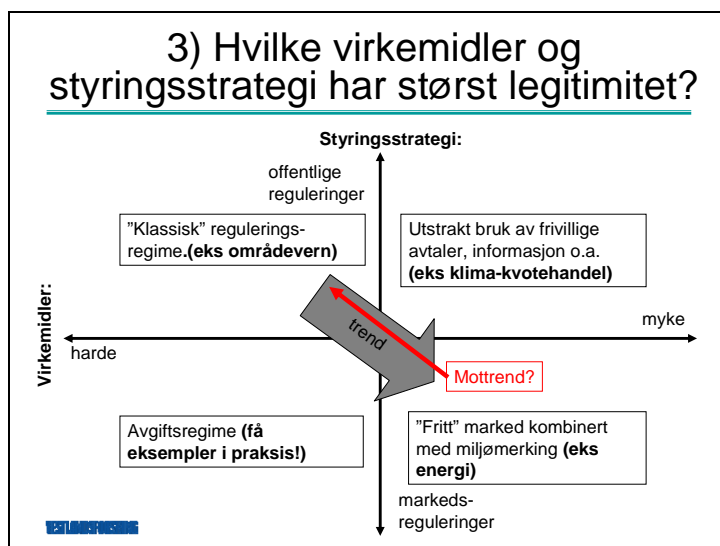 3) Hvilke virkemidler og
styringsstrategi har størst legitimitet?
Styringsstrategi:
offentlige
reguleringer
”Klassisk” regulerings-
regime.(eks områdevern)
Utstrakt bruk av frivillige
avtaler, informasjon o.a.
(eks klima-kvotehandel)
Virkemidler:
harde
trend
myke
Mottrend?
Avgiftsregime (få
eksempler i praksis!)
”Fritt” marked kombinert
med miljømerking (eks
energi)
markeds-
reguleringer